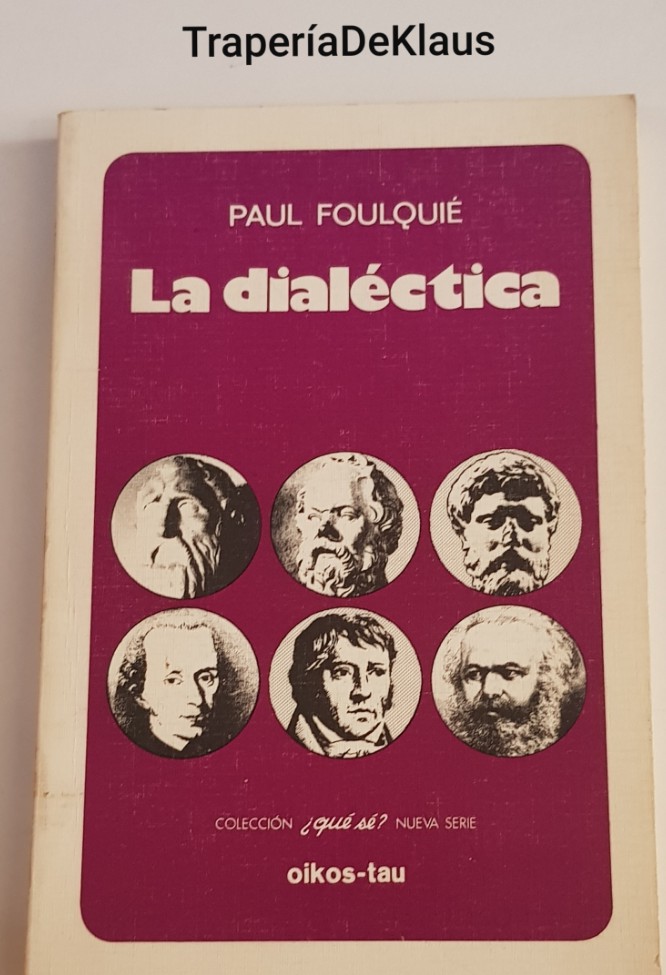 TraperíaDeKlaus
PAUL FOULQUIÉ
La dialéctica
COLECCIÓN ¿qué sé? NUEVA SERIE
oikos-tau